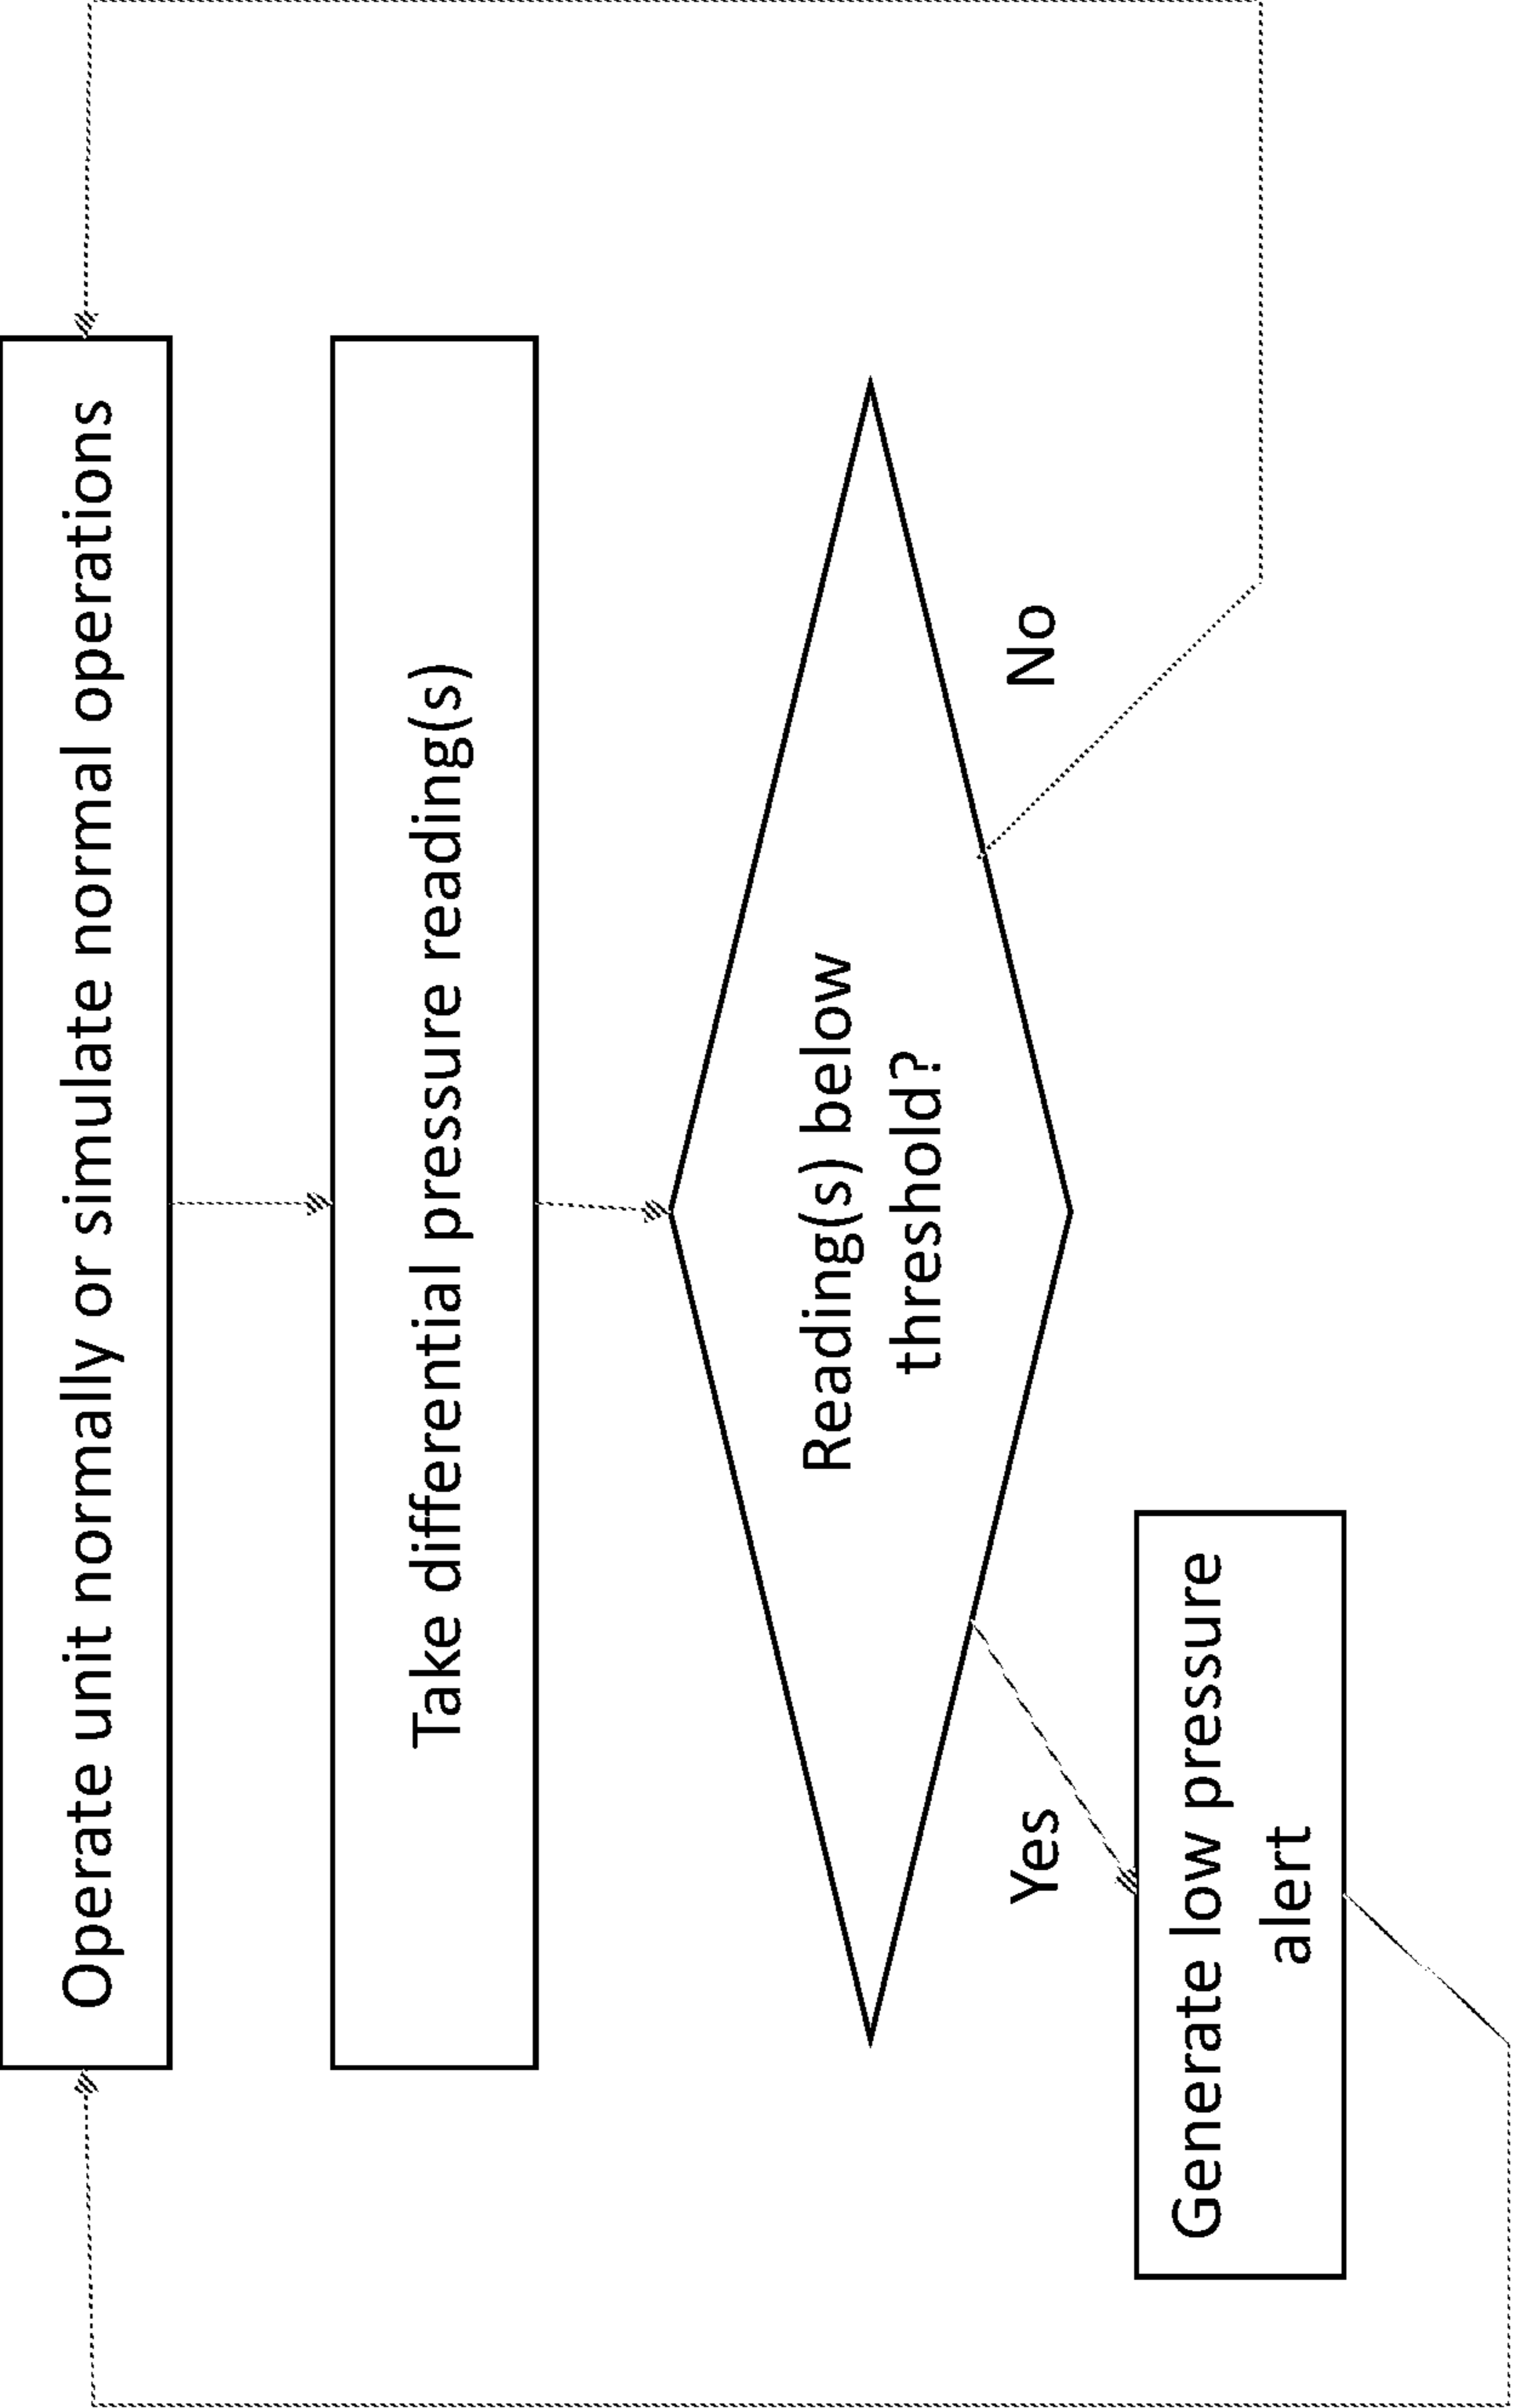 Operate unit normally or simulate normal operations
Take differential pressure reading(s)
Reading(s) below
threshold?
Yes
No
Generate low pressure
alert